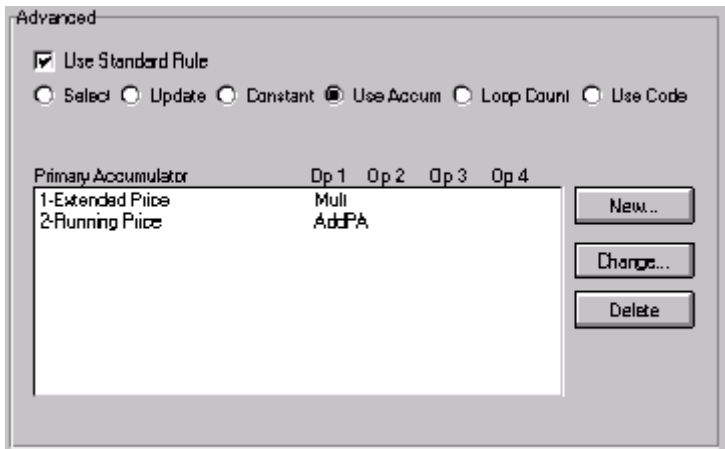 Advanced
Use Standard Rule
Select Update Constant Use Accum Loop Count Use Code
Primary Accumulator Op 1 Op 2 Op 3 Op 4
1-Extended Price Mult
2-Running Price AddPA
New...
Change...
Delete